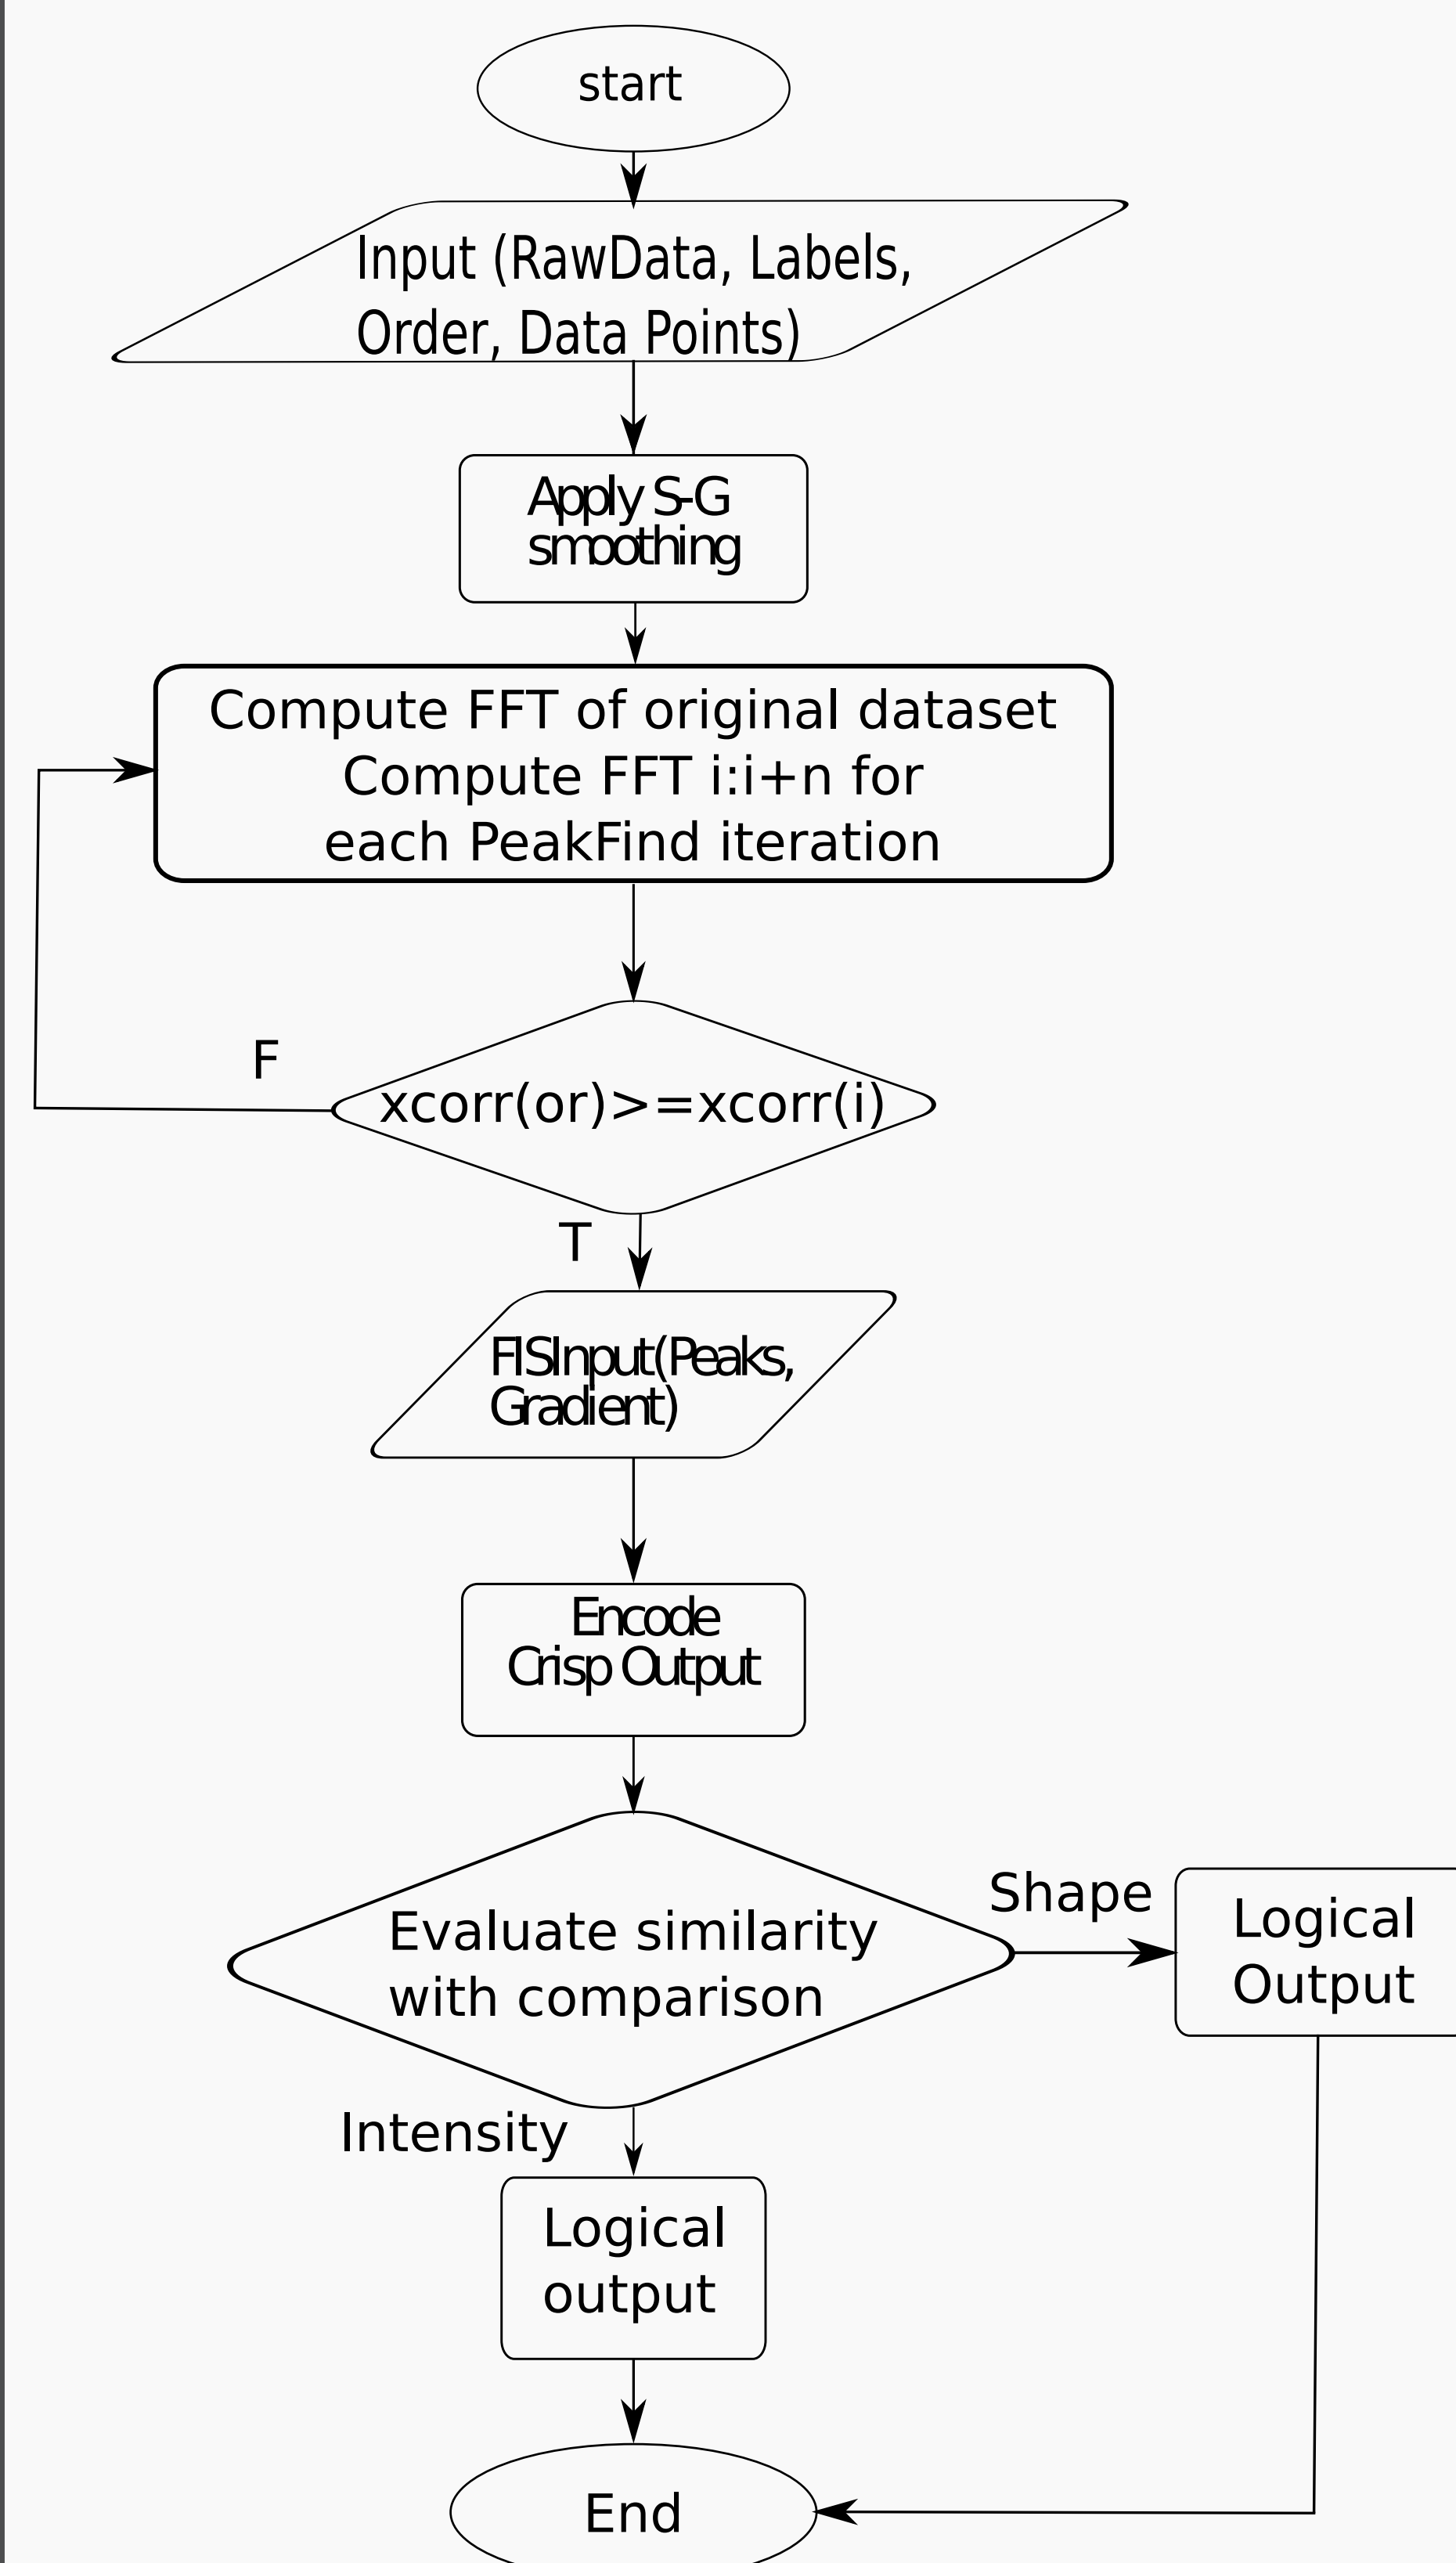 start
Input (RawData, Labels,
Order, Data Points)
Apply S-G
smoothing
Compute FFT of original dataset
Compute FFT i:i+n for
each PeakFind iteration
F
xcorr(or)>=xcorr(i)
T
FISInput(Peaks,
Gradient)
Encode
Crisp Output
Evaluate similarity
with comparison
Shape
Logical
Output
Intensity
Logical
output
End